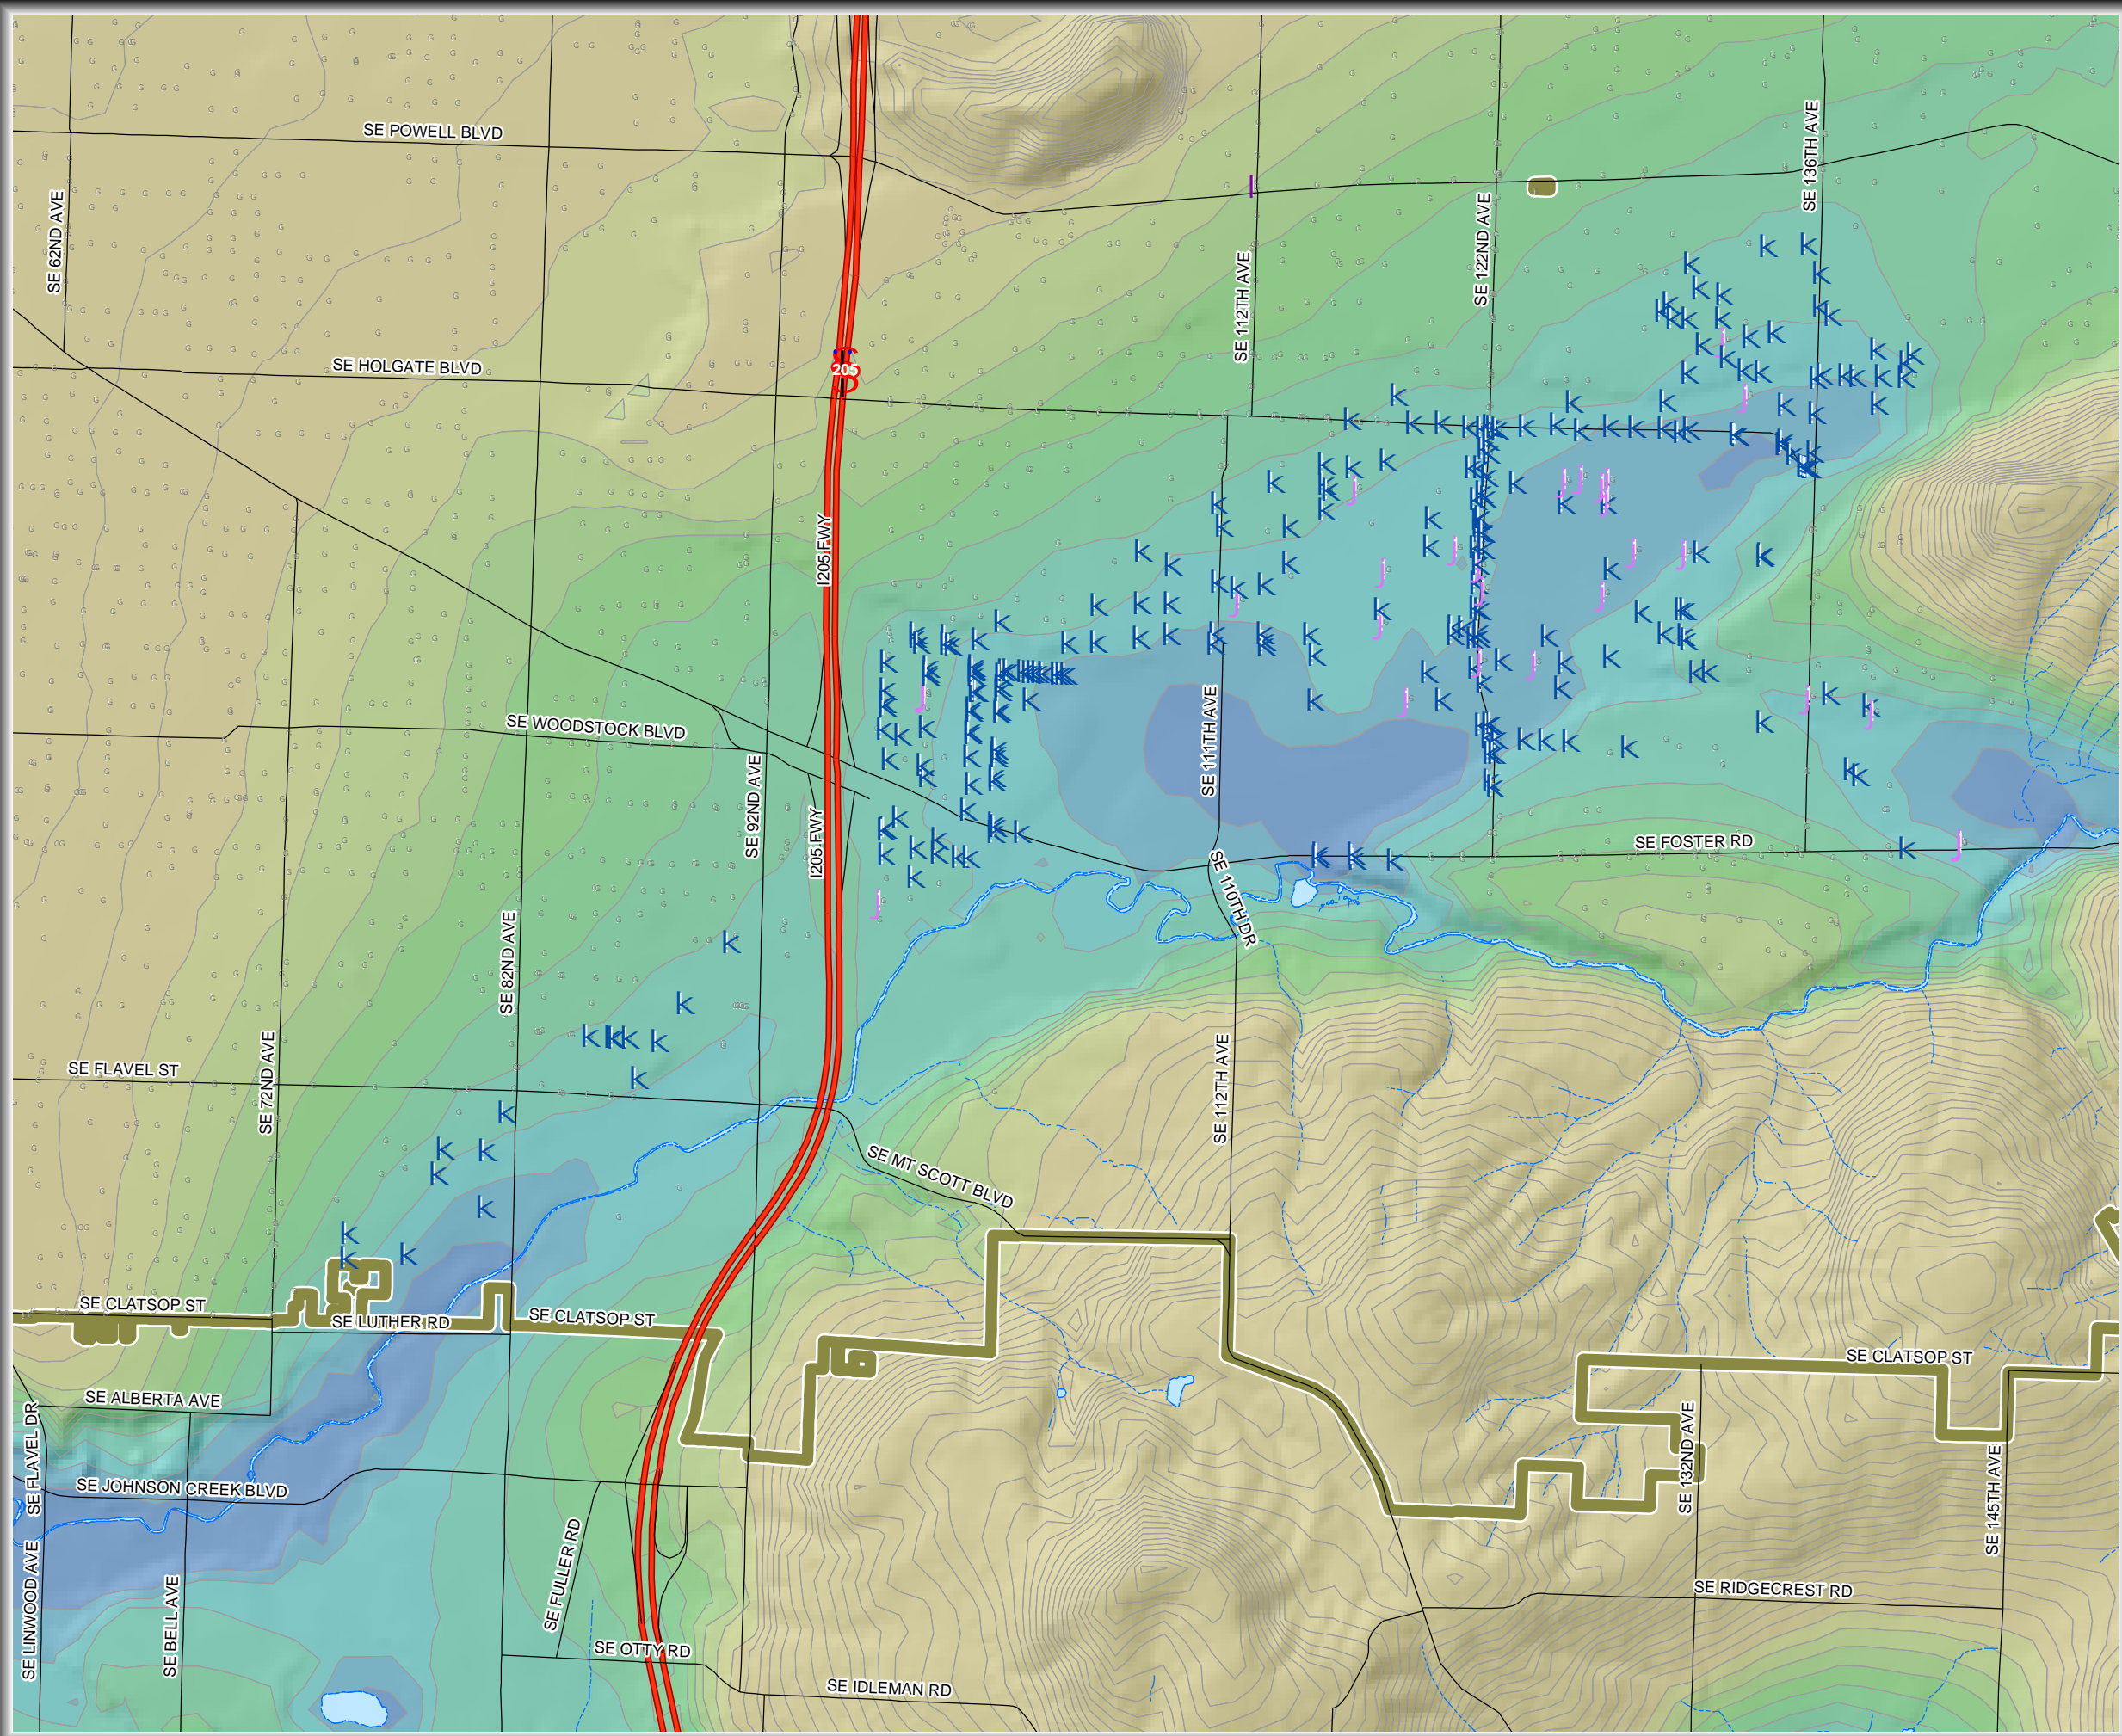 SE POWELL BLVD
SE 136TH AVE
SE 62ND AVE
SE 122ND AVE
SE 112TH AVE
SE HOLGATE BLVD
205
I205 FWY
SE WOODSTOCK BLVD
SE 111TH AVE
SE 92ND AVE
I205 FWY
SE FOSTER RD
SE 110TH DR
SE 82ND AVE
SE FLAVEL ST
SE 72ND AVE
SE 112TH AVE
SE MT SCOTT BLVD
SE CLATSOP ST
SE LUTHER RD
SE CLATSOP ST
SE CLATSOP ST
SE ALBERTA AVE
SE FLAVEL DR
SE 132ND AVE
SE JOHNSON CREEK BLVD
SE 145TH AVE
SE LINWOOD AVE
SE BELL AVE
SE FULLER RD
SE RIDGECREST RD
SE OTTY RD
SE IDLEMAN RD